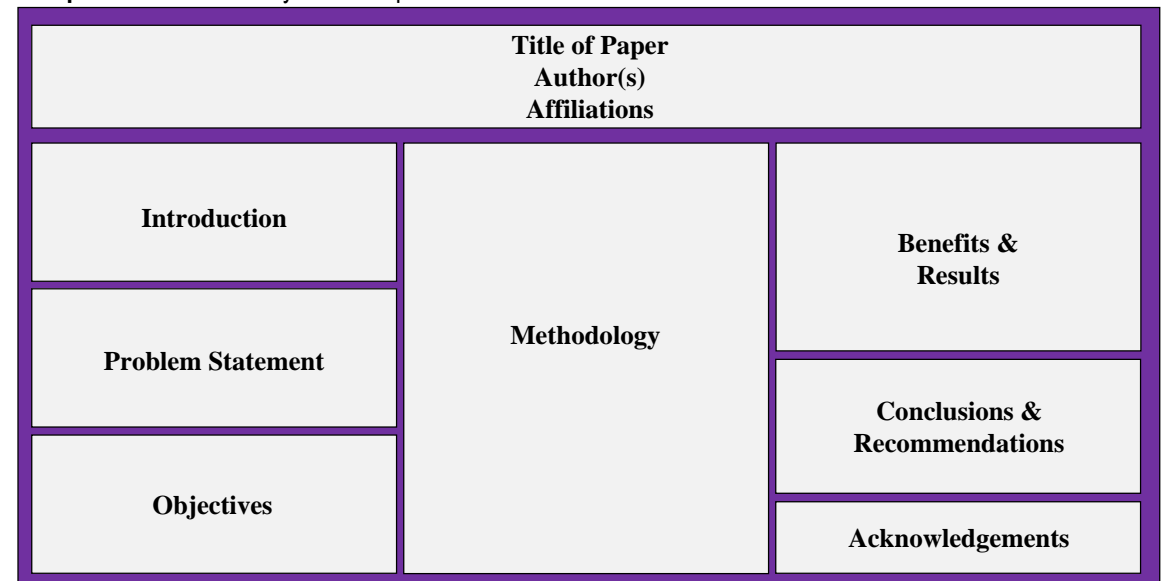 Title of Paper
Author(s)
Affiliations
Introduction
Problem Statement
Objectives
Methodology
Benefits &
Results
Conclusions &
Recommendations
Acknowledgements